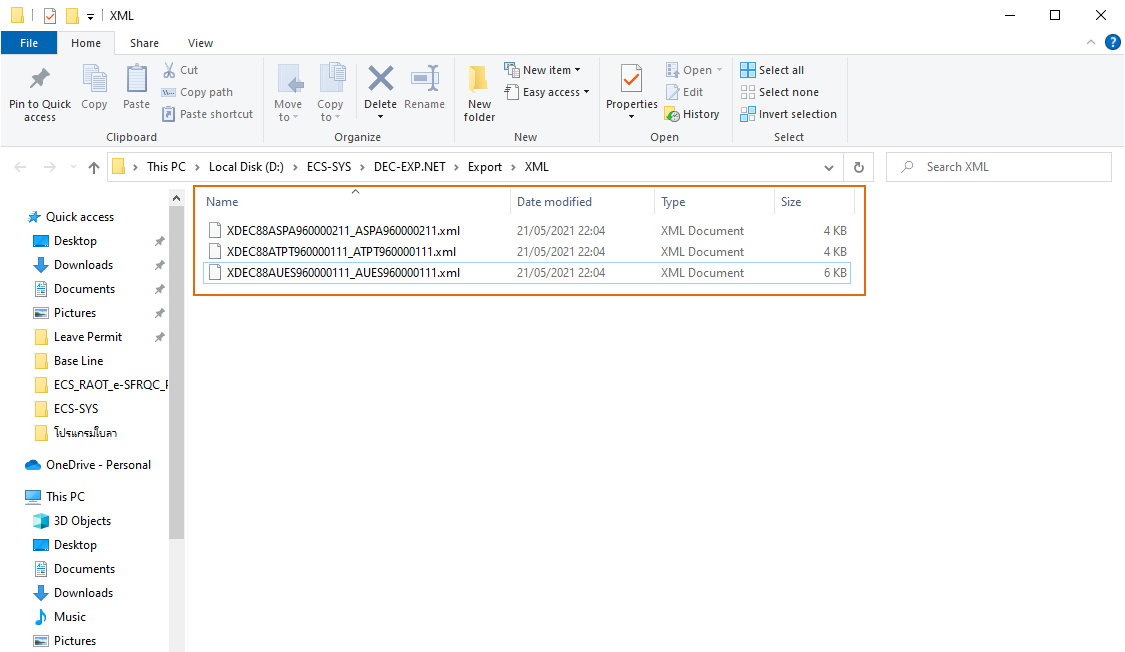 XML
File Home Share View
Pin to Quick access
Copy
Paste
Cut
Copy path
Paste shortcut
Clipboard
Move to
Copy to
Delete
Rename
Organize
New folder
New item
Easy access
New
Properties
Open
Edit
History
Open
Select all
Select none
Invert selection
Select
This PC > Local Disk (D:) > ECS-SYS > DEC-EXP.NET > Export > XML
Search XML
Quick access
Desktop
Downloads
Documents
Pictures
Leave Permit
Base Line
ECS_RAOT_e-SFRQC_
ECS-SYS
โปรแกรมใบลา
OneDrive - Personal
This PC
3D Objects
Desktop
Documents
Downloads
Music
Pictures
Name Date modified Type Size
XDEC88ASPA960000211_ASPA960000211.xml 21/05/2021 22:04 XML Document 4 KB
XDEC88ATPT960000111_ATPT960000111.xml 21/05/2021 22:04 XML Document 4 KB
XDEC88AUES960000111_AUES960000111.xml 21/05/2021 22:04 XML Document 6 KB